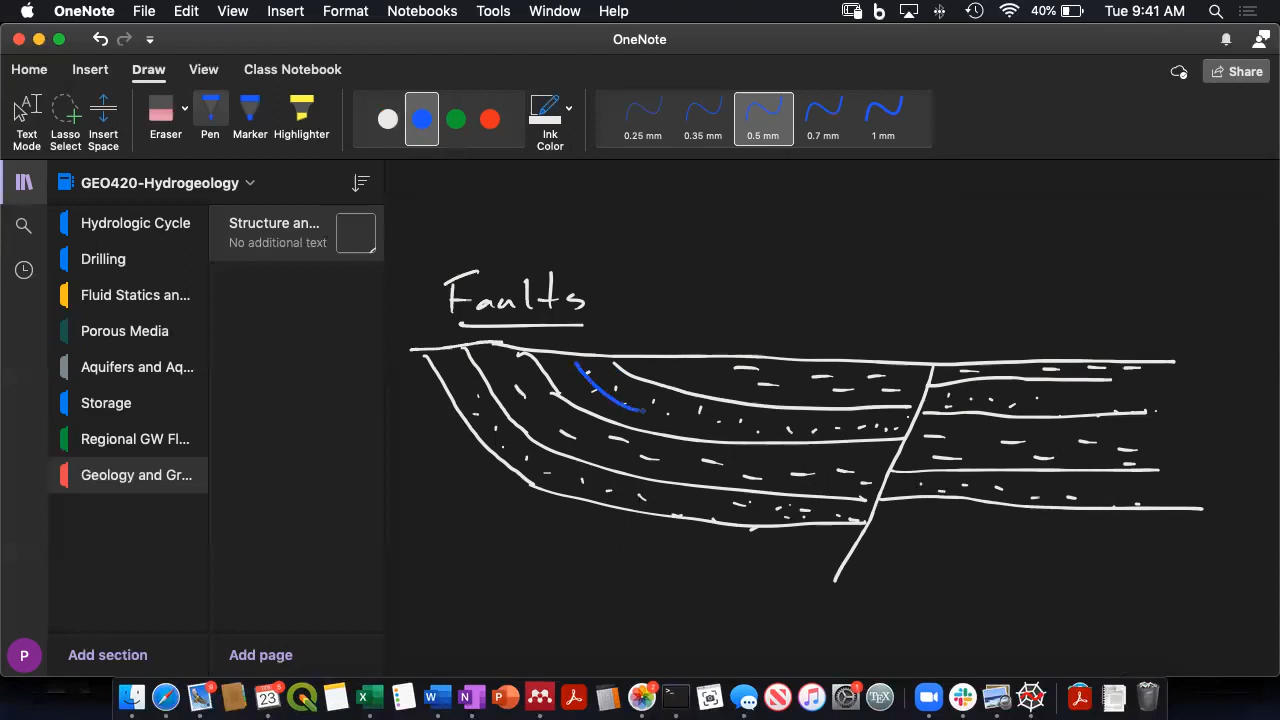 OneNote File Edit View Insert Format Notebooks Tools Window Help 40% Tue 9:41 AM
OneNote
Home Insert Draw View Class Notebook Share
Text Mode Lasso Select Insert Space Eraser Pen Marker Highlighter Ink Color 0.25 mm 0.35 mm 0.5 mm 0.7 mm 1 mm
GEO420-Hydrogeology
Hydrologic Cycle
Drilling
Fluid Statics an...
Porous Media
Aquifers and Aq...
Storage
Regional GW Fl...
Geology and Gr...
Add section
Structure an...
No additional text
Add page
Faults
P
23